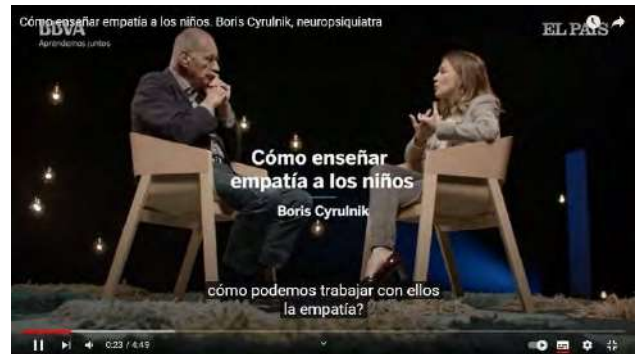 Cómo enseñar empatía a los niños. Boris Cyrulnik, neuropsiquiatra
BBVA
Aprendemos juntos
EL PAÍS
Cómo enseñar
empatía a los niños
Boris Cyrulnik
cómo podemos trabajar con ellos
la empatía?
0:23 / 4:49